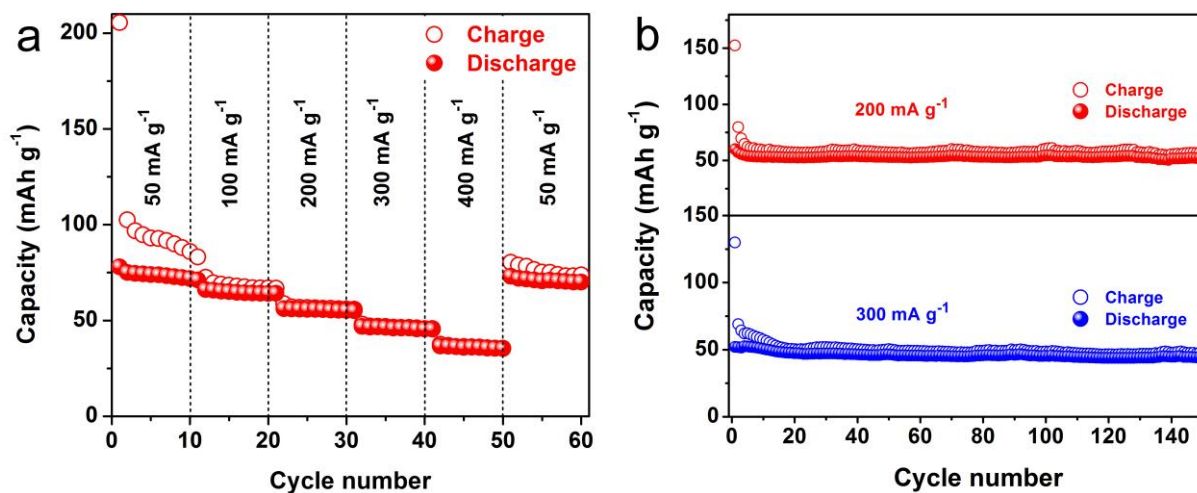 a
Charge
Discharge
50 mA g⁻¹
100 mA g⁻¹
200 mA g⁻¹
300 mA g⁻¹
400 mA g⁻¹
50 mA g⁻¹
Capacity (mAh g⁻¹)
200
150
100
50
0
0 10 20 30 40 50 60
Cycle number
b
200 mA g⁻¹
Charge
Discharge
300 mA g⁻¹
Charge
Discharge
Capacity (mAh g⁻¹)
150
100
50
150
100
50
0
0 20 40 60 80 100 120 140
Cycle number